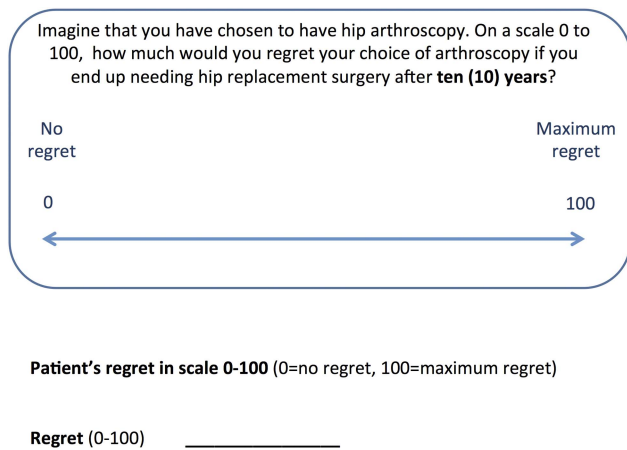 Imagine that you have chosen to have hip arthroscopy. On a scale 0 to
100,  how much would you regret your choice of arthroscopy if you
end up needing hip replacement surgery after ten (10) years?
No Maximum
regret regret
0 100
Patient's regret in scale 0-100 (0=no regret, 100=maximum regret)
Regret (0-100)